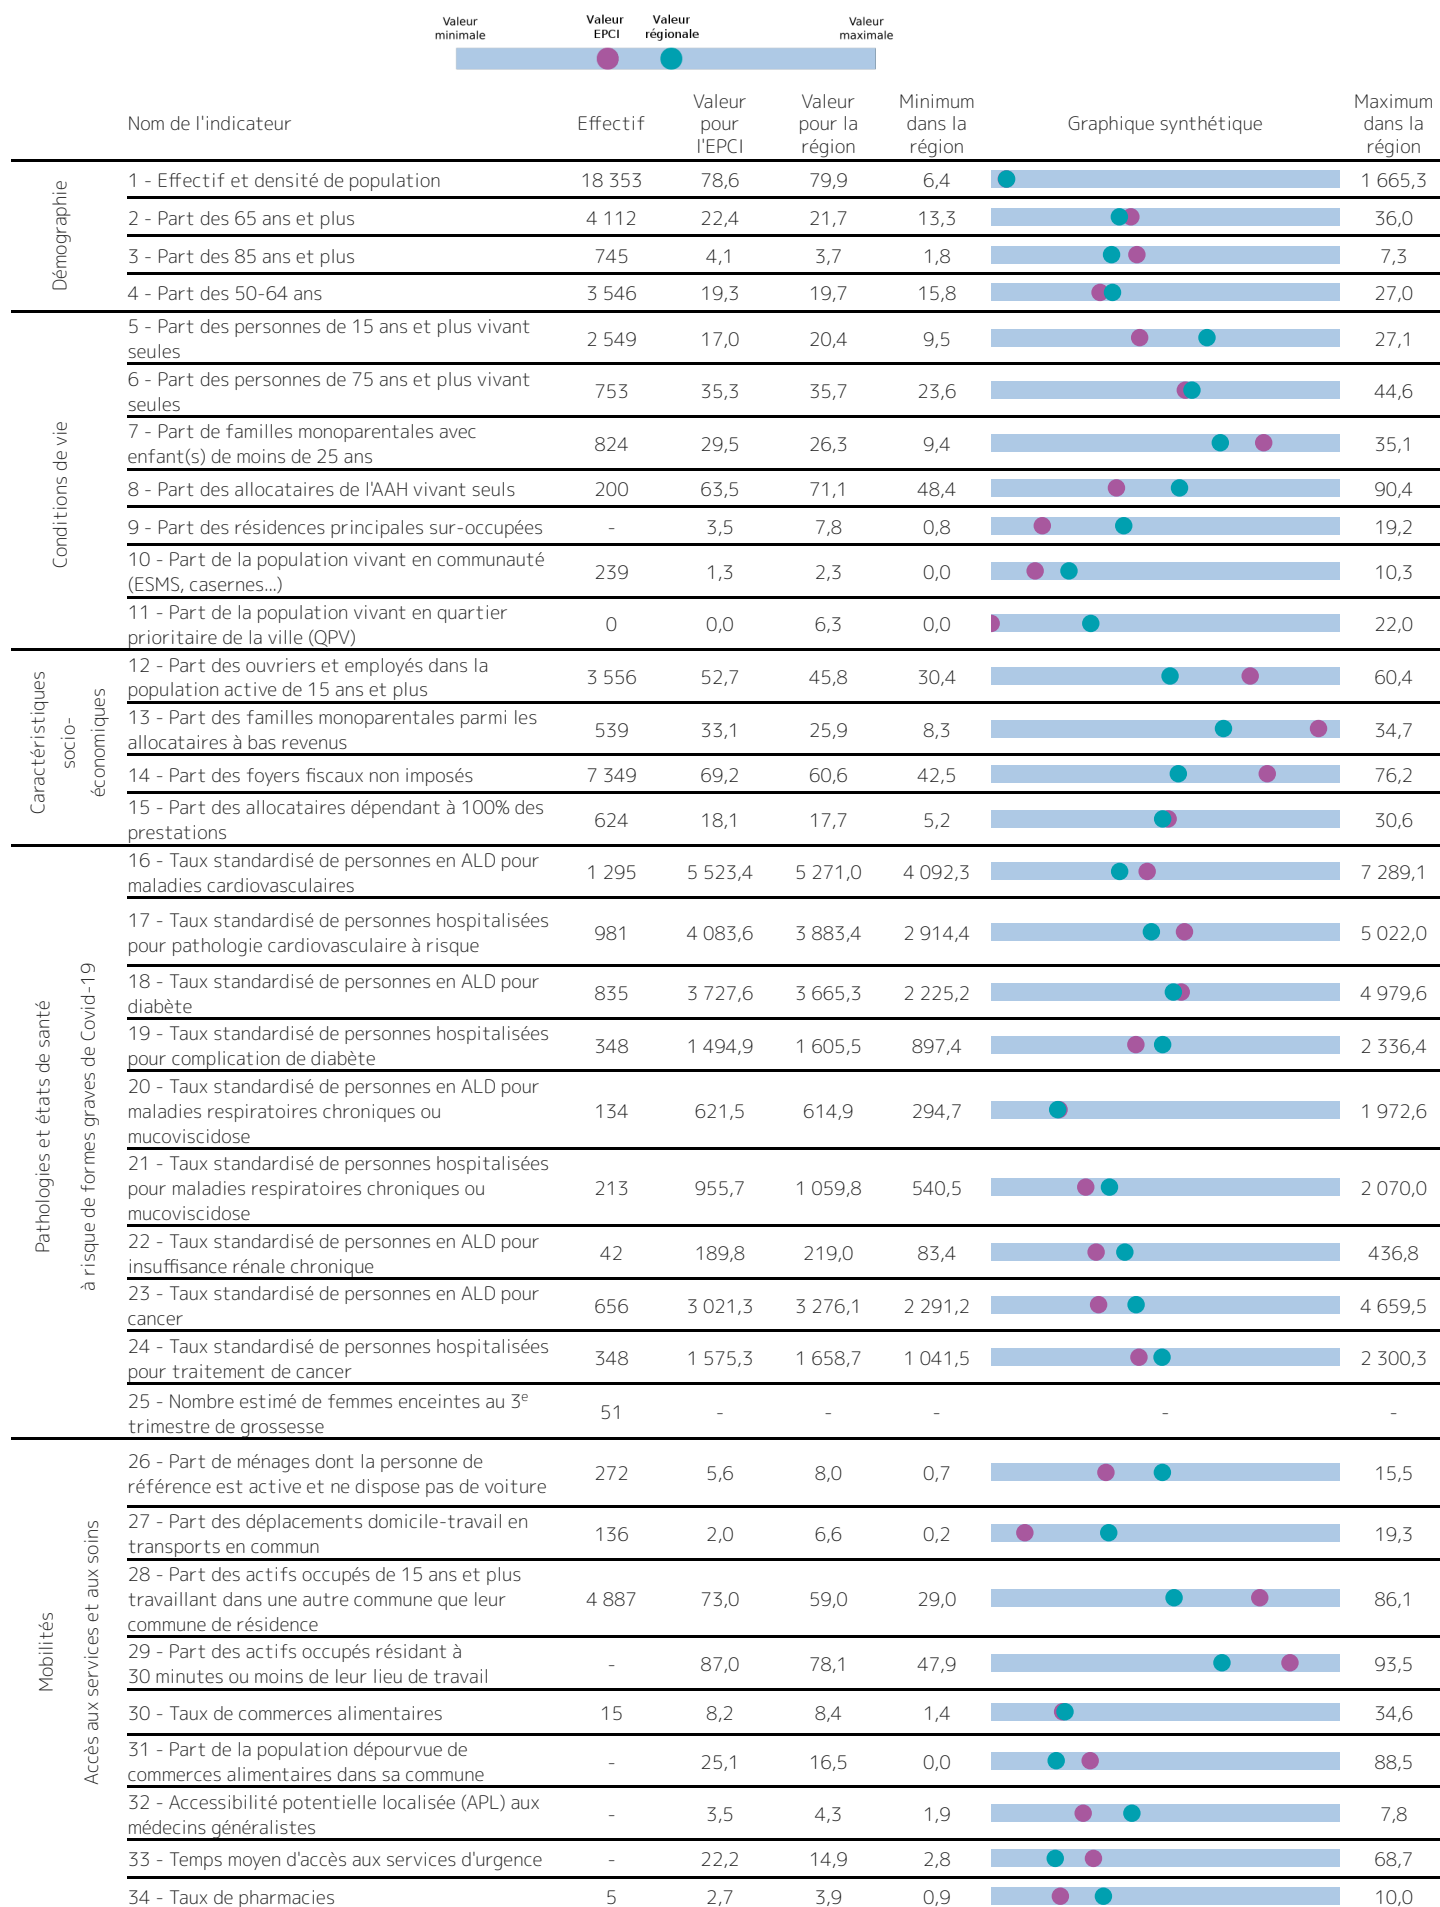 Valeur
minimale
Valeur
EPCI
Valeur
régionale
Valeur
maximale
Nom de l'indicateur
Effectif
Valeur
pour
l'EPCI
Valeur
pour la
région
Minimum
dans la
région
Graphique synthétique
Maximum
dans la
région
Démographie
1 - Effectif et densité de population 18 353 78,6 79,9 6,4 1 665,3
2 - Part des 65 ans et plus 4 112 22,4 21,7 13,3 36,0
3 - Part des 85 ans et plus 745 4,1 3,7 1,8 7,3
4 - Part des 50-64 ans 3 546 19,3 19,7 15,8 27,0
Conditions de vie
5 - Part des personnes de 15 ans et plus vivant
seules
2 549 17,0 20,4 9,5 27,1
6 - Part des personnes de 75 ans et plus vivant
seules
753 35,3 35,7 23,6 44,6
7 - Part de familles monoparentales avec
enfant(s) de moins de 25 ans
824 29,5 26,3 9,4 35,1
8 - Part des allocataires de l'AAH vivant seuls 200 63,5 71,1 48,4 90,4
9 - Part des résidences principales sur-occupées - 3,5 7,8 0,8 19,2
10 - Part de la population vivant en communauté
(ESMS, casernes...)
239 1,3 2,3 0,0 10,3
11 - Part de la population vivant en quartier
prioritaire de la ville (QPV)
0 0,0 6,3 0,0 22,0
Caractéristiques
socio-
économiques
12 - Part des ouvriers et employés dans la
population active de 15 ans et plus
3 556 52,7 45,8 30,4 60,4
13 - Part des familles monoparentales parmi les
allocataires à bas revenus
539 33,1 25,9 8,3 34,7
14 - Part des foyers fiscaux non imposés 7 349 69,2 60,6 42,5 76,2
15 - Part des allocataires dépendant à 100% des
prestations
624 18,1 17,7 5,2 30,6
Pathologies et états de santé
à risque de formes graves de Covid-19
16 - Taux standardisé de personnes en ALD pour
maladies cardiovasculaires
1 295 5 523,4 5 271,0 4 092,3 7 289,1
17 - Taux standardisé de personnes hospitalisées
pour pathologie cardiovasculaire à risque
981 4 083,6 3 883,4 2 914,4 5 022,0
18 - Taux standardisé de personnes en ALD pour
diabète
835 3 727,6 3 665,3 2 225,2 4 979,6
19 - Taux standardisé de personnes hospitalisées
pour complication de diabète
348 1 494,9 1 605,5 897,4 2 336,4
20 - Taux standardisé de personnes en ALD pour
maladies respiratoires chroniques ou
mucoviscidose
134 621,5 614,9 294,7 1 972,6
21 - Taux standardisé de personnes hospitalisées
pour maladies respiratoires chroniques ou
mucoviscidose
213 955,7 1 059,8 540,5 2 070,0
22 - Taux standardisé de personnes en ALD pour
insuffisance rénale chronique
42 189,8 219,0 83,4 436,8
23 - Taux standardisé de personnes en ALD pour
cancer
656 3 021,3 3 276,1 2 291,2 4 659,5
24 - Taux standardisé de personnes hospitalisées
pour traitement de cancer
348 1 575,3 1 658,7 1 041,5 2 300,3
25 - Nombre estimé de femmes enceintes au 3e
trimestre de grossesse
51 - - - - -
Mobilités
Accès aux services et aux soins
26 - Part de ménages dont la personne de
référence est active et ne dispose pas de voiture
272 5,6 8,0 0,7 15,5
27 - Part des déplacements domicile-travail en
transports en commun
136 2,0 6,6 0,2 19,3
28 - Part des actifs occupés de 15 ans et plus
travaillant dans une autre commune que leur
commune de résidence
4 887 73,0 59,0 29,0 86,1
29 - Part des actifs occupés résidant à
30 minutes ou moins de leur lieu de travail
- 87,0 78,1 47,9 93,5
30 - Taux de commerces alimentaires 15 8,2 8,4 1,4 34,6
31 - Part de la population dépourvue de
commerces alimentaires dans sa commune
- 25,1 16,5 0,0 88,5
32 - Accessibilité potentielle localisée (APL) aux
médecins généralistes
- 3,5 4,3 1,9 7,8
33 - Temps moyen d'accès aux services d'urgence - 22,2 14,9 2,8 68,7
34 - Taux de pharmacies 5 2,7 3,9 0,9 10,0